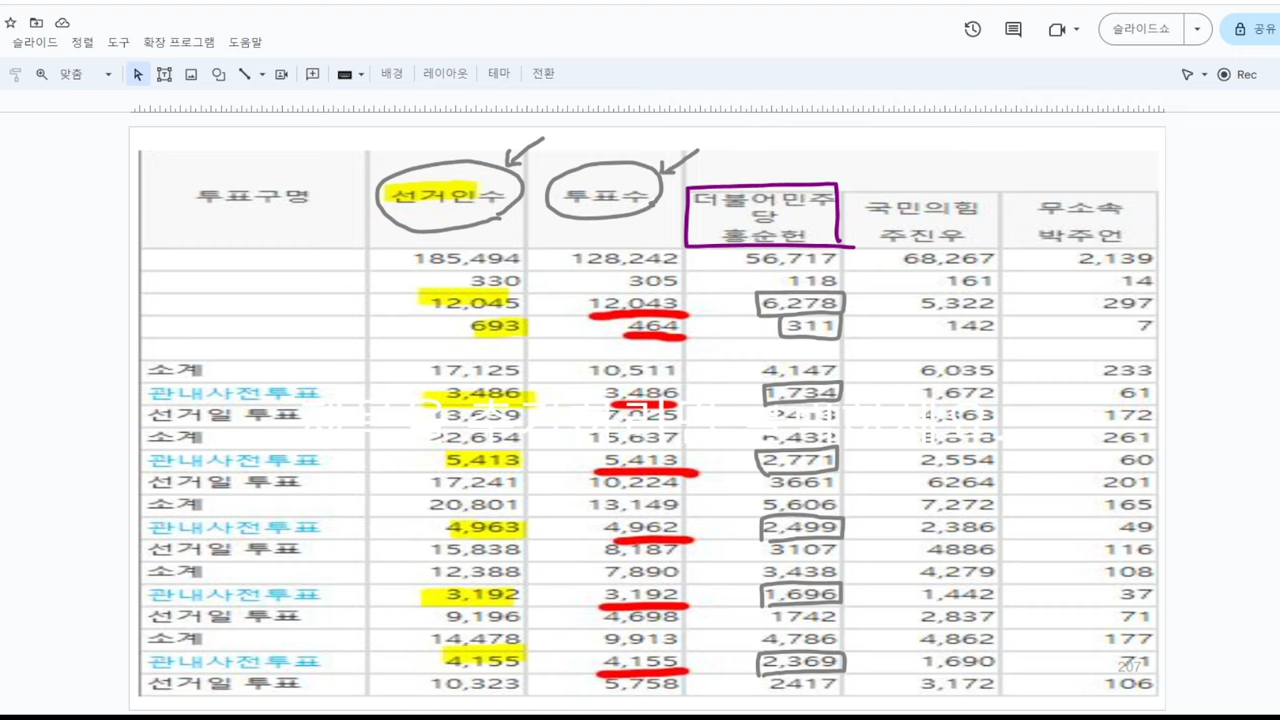 슬라이드 정렬 도구 확장 프로그램 도움말
슬라이드쇼
공유
맞춤
배경 레이아웃 테마 전환
Rec
투표구명 선거인수 투표수 더불어민주당 홍순헌 국민의힘 주진우 무소속 박주언
185,494 128,242 56,717 68,267 2,139
330 305 118 161 14
12,045 12,043 6,278 5,322 297
693 464 311 142 7
소계 17,125 10,511 4,147 6,035 233
관내사전투표 3,486 3,486 1,734 1,672 61
선거일 투표 13,639 7,025 172
소계 22,654 15,637 261
관내사전투표 5,413 5,413 2,771 2,554 60
선거일 투표 17,241 10,224 3661 6264 201
소계 20,801 13,149 5,606 7,272 165
관내사전투표 4,963 4,962 2,499 2,386 49
선거일 투표 15,838 8,187 3107 4886 116
소계 12,388 7,890 3,438 4,279 108
관내사전투표 3,192 3,192 1,696 1,442 37
선거일 투표 9,196 4,698 1742 2,837 71
소계 14,478 9,913 4,786 4,862 177
관내사전투표 4,155 4,155 2,369 1,690 71
207
선거일 투표 10,323 5,758 2417 3,172 106